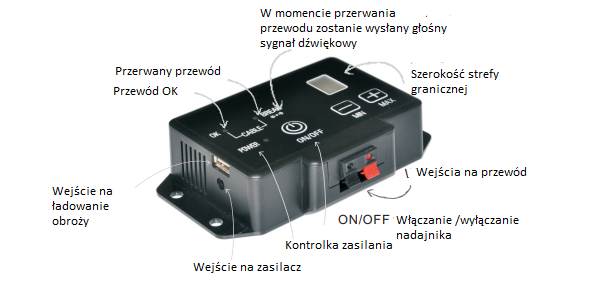 W momencie przerwania
przewodu zostanie wysłany głośny
sygnał dźwiękowy
Przerwany przewód
Przewód OK
Szerokość strefy
granicznej
OK
CABLE
BREAK
POWER
ON/OFF
MIN
MAX
Wejście na
ładowanie
obroży
Wejścia na przewód
ON/OFF
Włączanie /wyłączanie
nadajnika
Kontrolka zasilania
Wejście na zasilacz